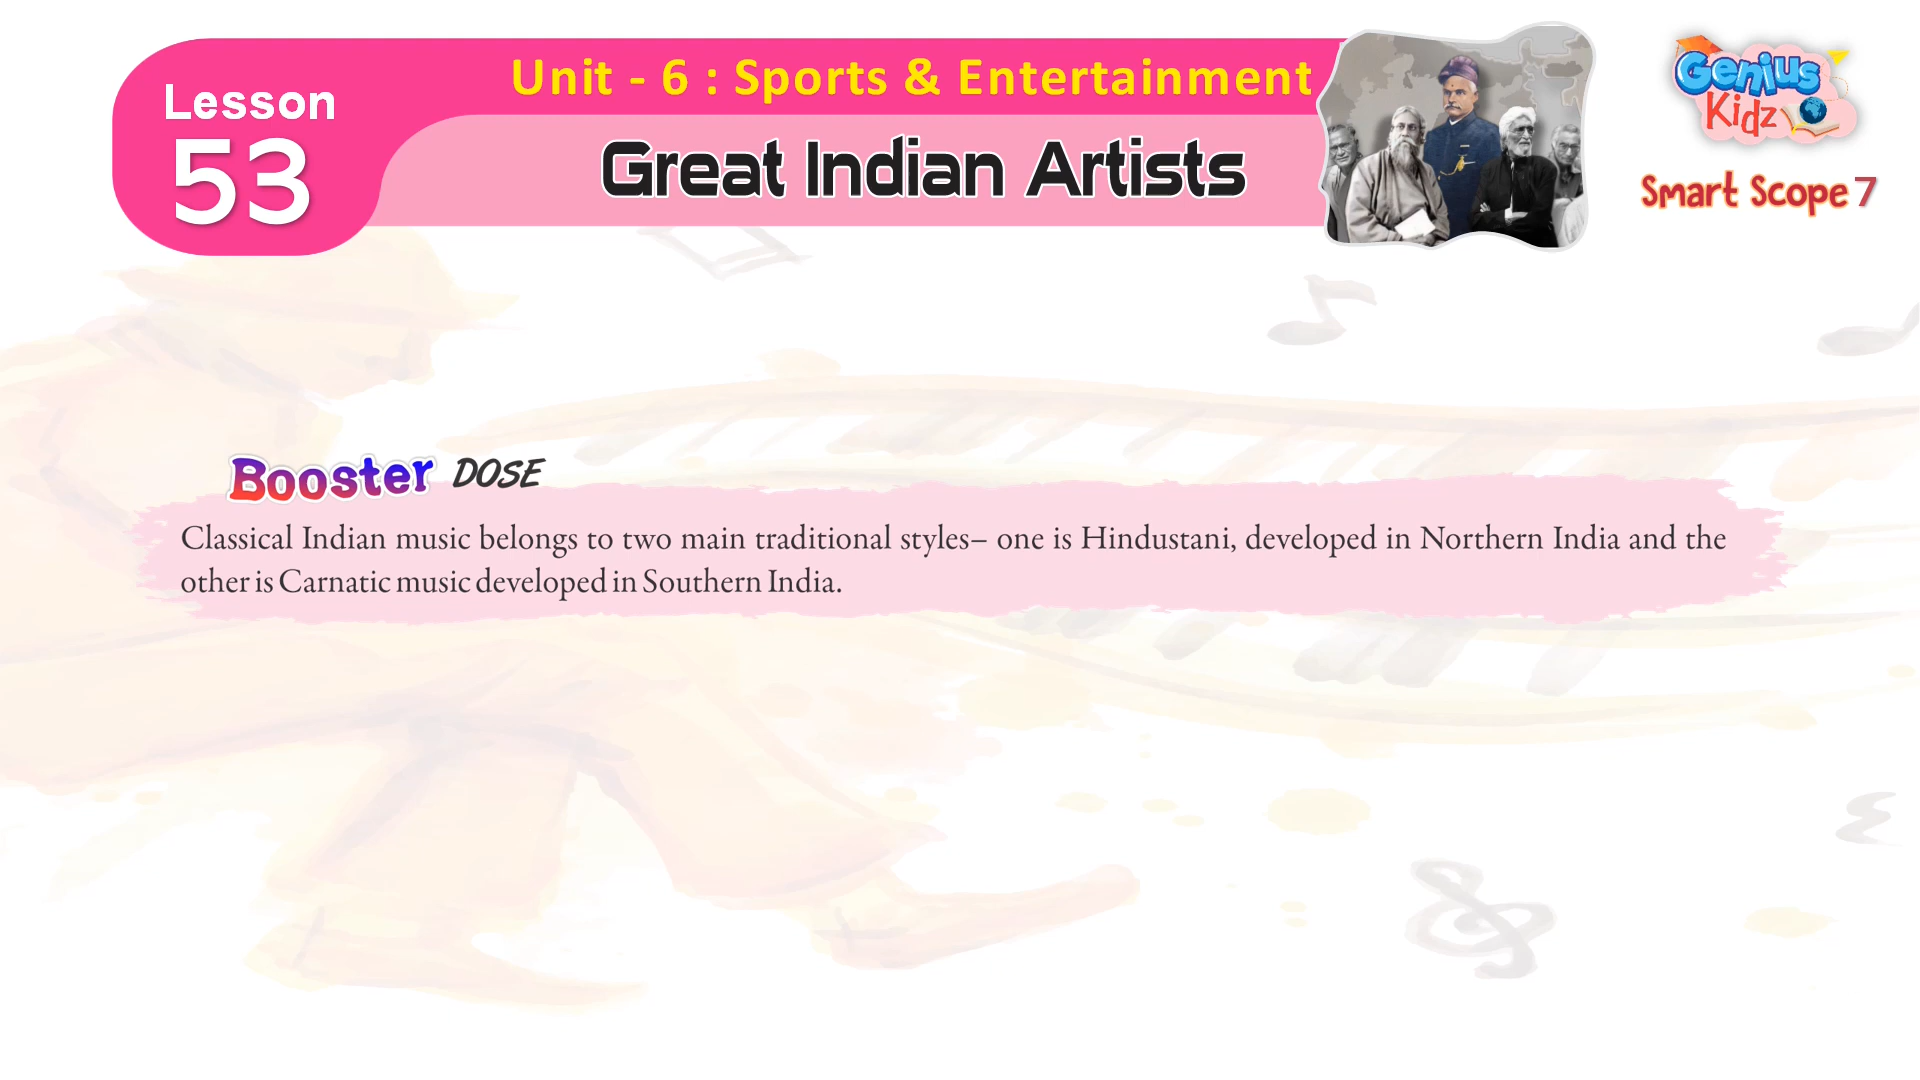 Unit - 6 : Sports & Entertainment
Lesson
53
Great Indian Artists
Genius
Kidz
Smart Scope 7
Booster DOSE
Classical Indian music belongs to two main traditional styles– one is Hindustani, developed in Northern India and the
other is Carnatic music developed in Southern India.